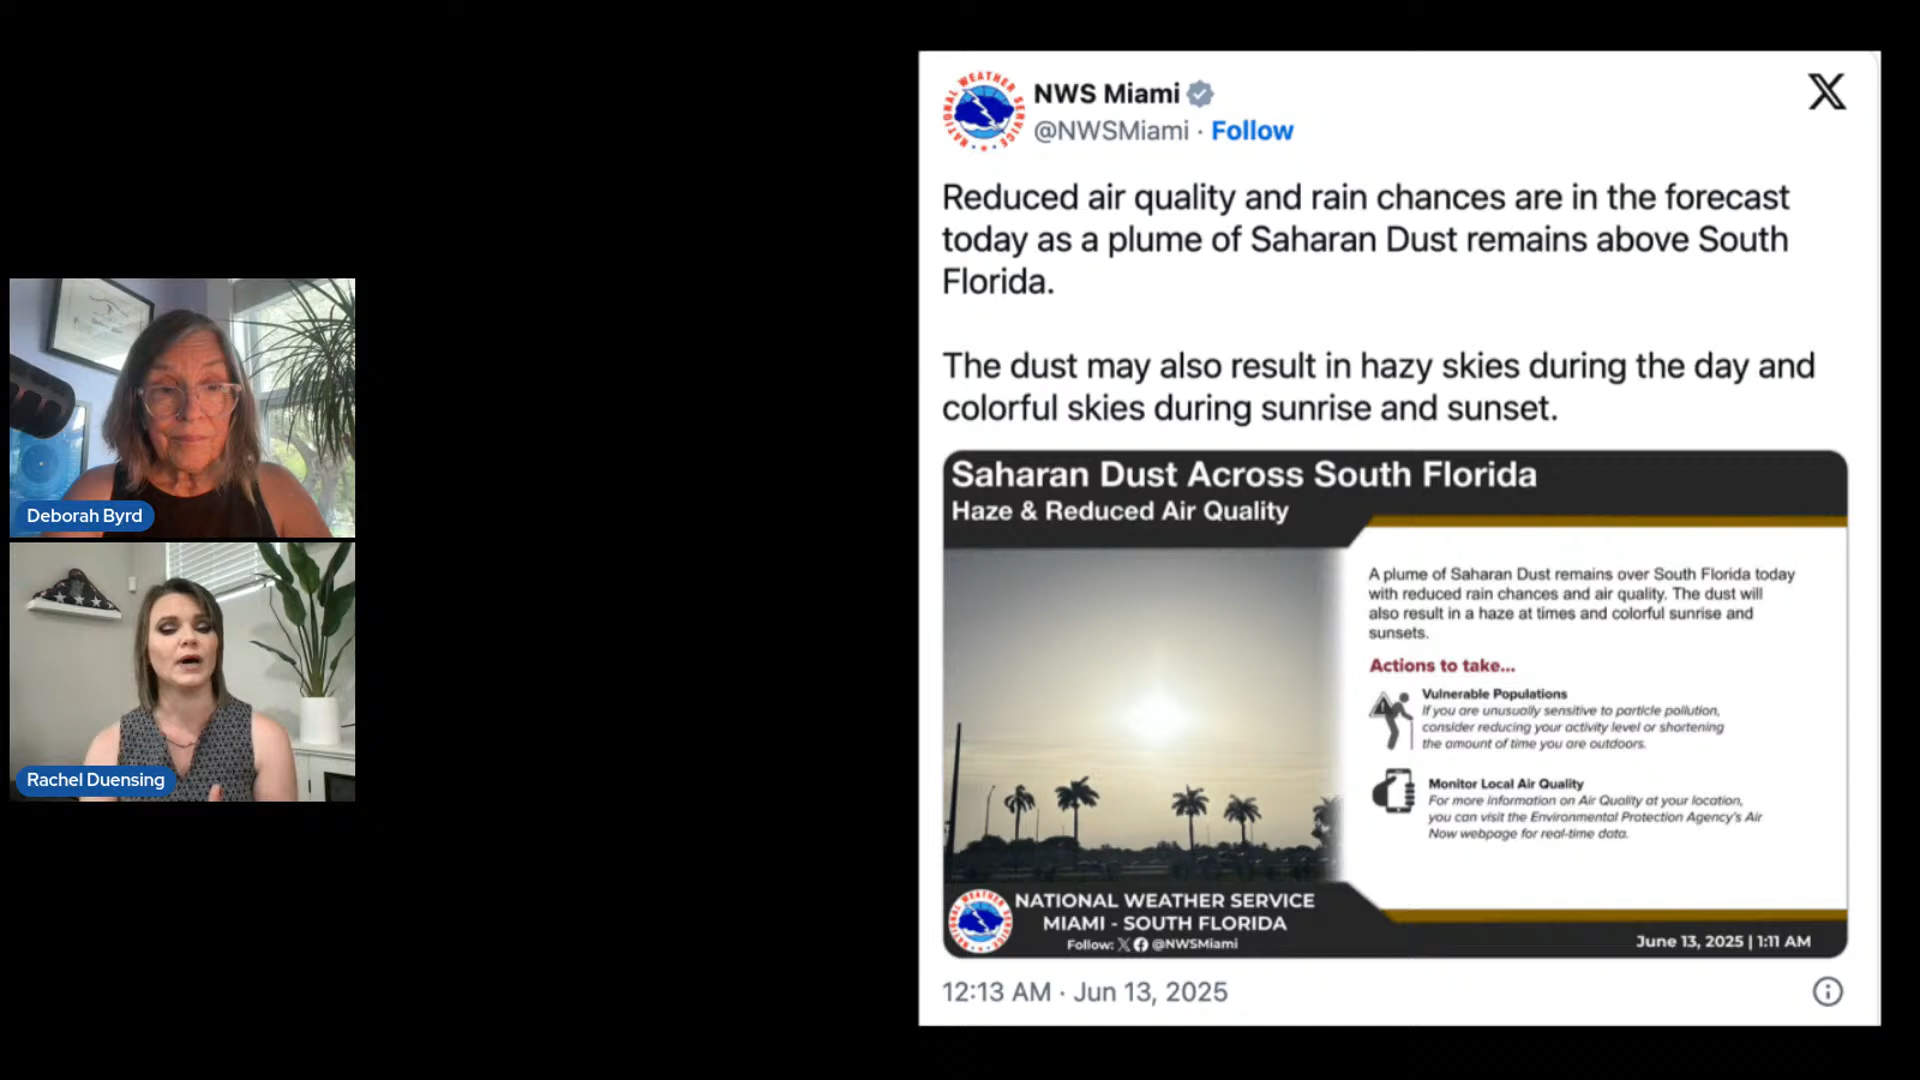 NWS Miami
@NWSMiami · Follow
Reduced air quality and rain chances are in the forecast
today as a plume of Saharan Dust remains above South
Florida.
The dust may also result in hazy skies during the day and
colorful skies during sunrise and sunset.
Saharan Dust Across South Florida
Haze & Reduced Air Quality
A plume of Saharan Dust remains over South Florida today
with reduced rain chances and air quality. The dust will
also result in a haze at times and colorful sunrise and
sunsets.
Actions to take...
Vulnerable Populations
If you are unusually sensitive to particle pollution,
consider reducing your activity level or shortening
the amount of time you are outdoors.
Monitor Local Air Quality
For more information on Air Quality at your location,
you can visit the Environmental Protection Agency's Air
Now webpage for real-time data.
NATIONAL WEATHER SERVICE
NATIONAL WEATHER SERVICE
MIAMI - SOUTH FLORIDA
Follow: X @NWSMiami
June 13, 2025 | 1:11 AM
12:13 AM · Jun 13, 2025
Deborah Byrd
Rachel Duensing